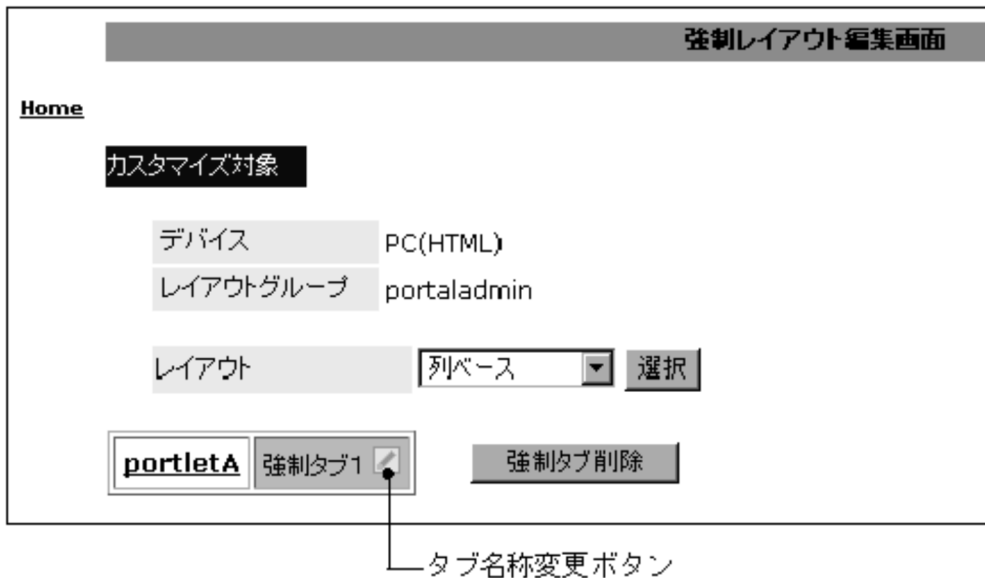 強制レイアウト編集画面
Home
カスタマイズ対象
デバイス PC(HTML)
レイアウトグループ portaladmin
レイアウト 列ベース 選択
portletA 強制タブ1 強制タブ削除
タブ名称変更ボタン